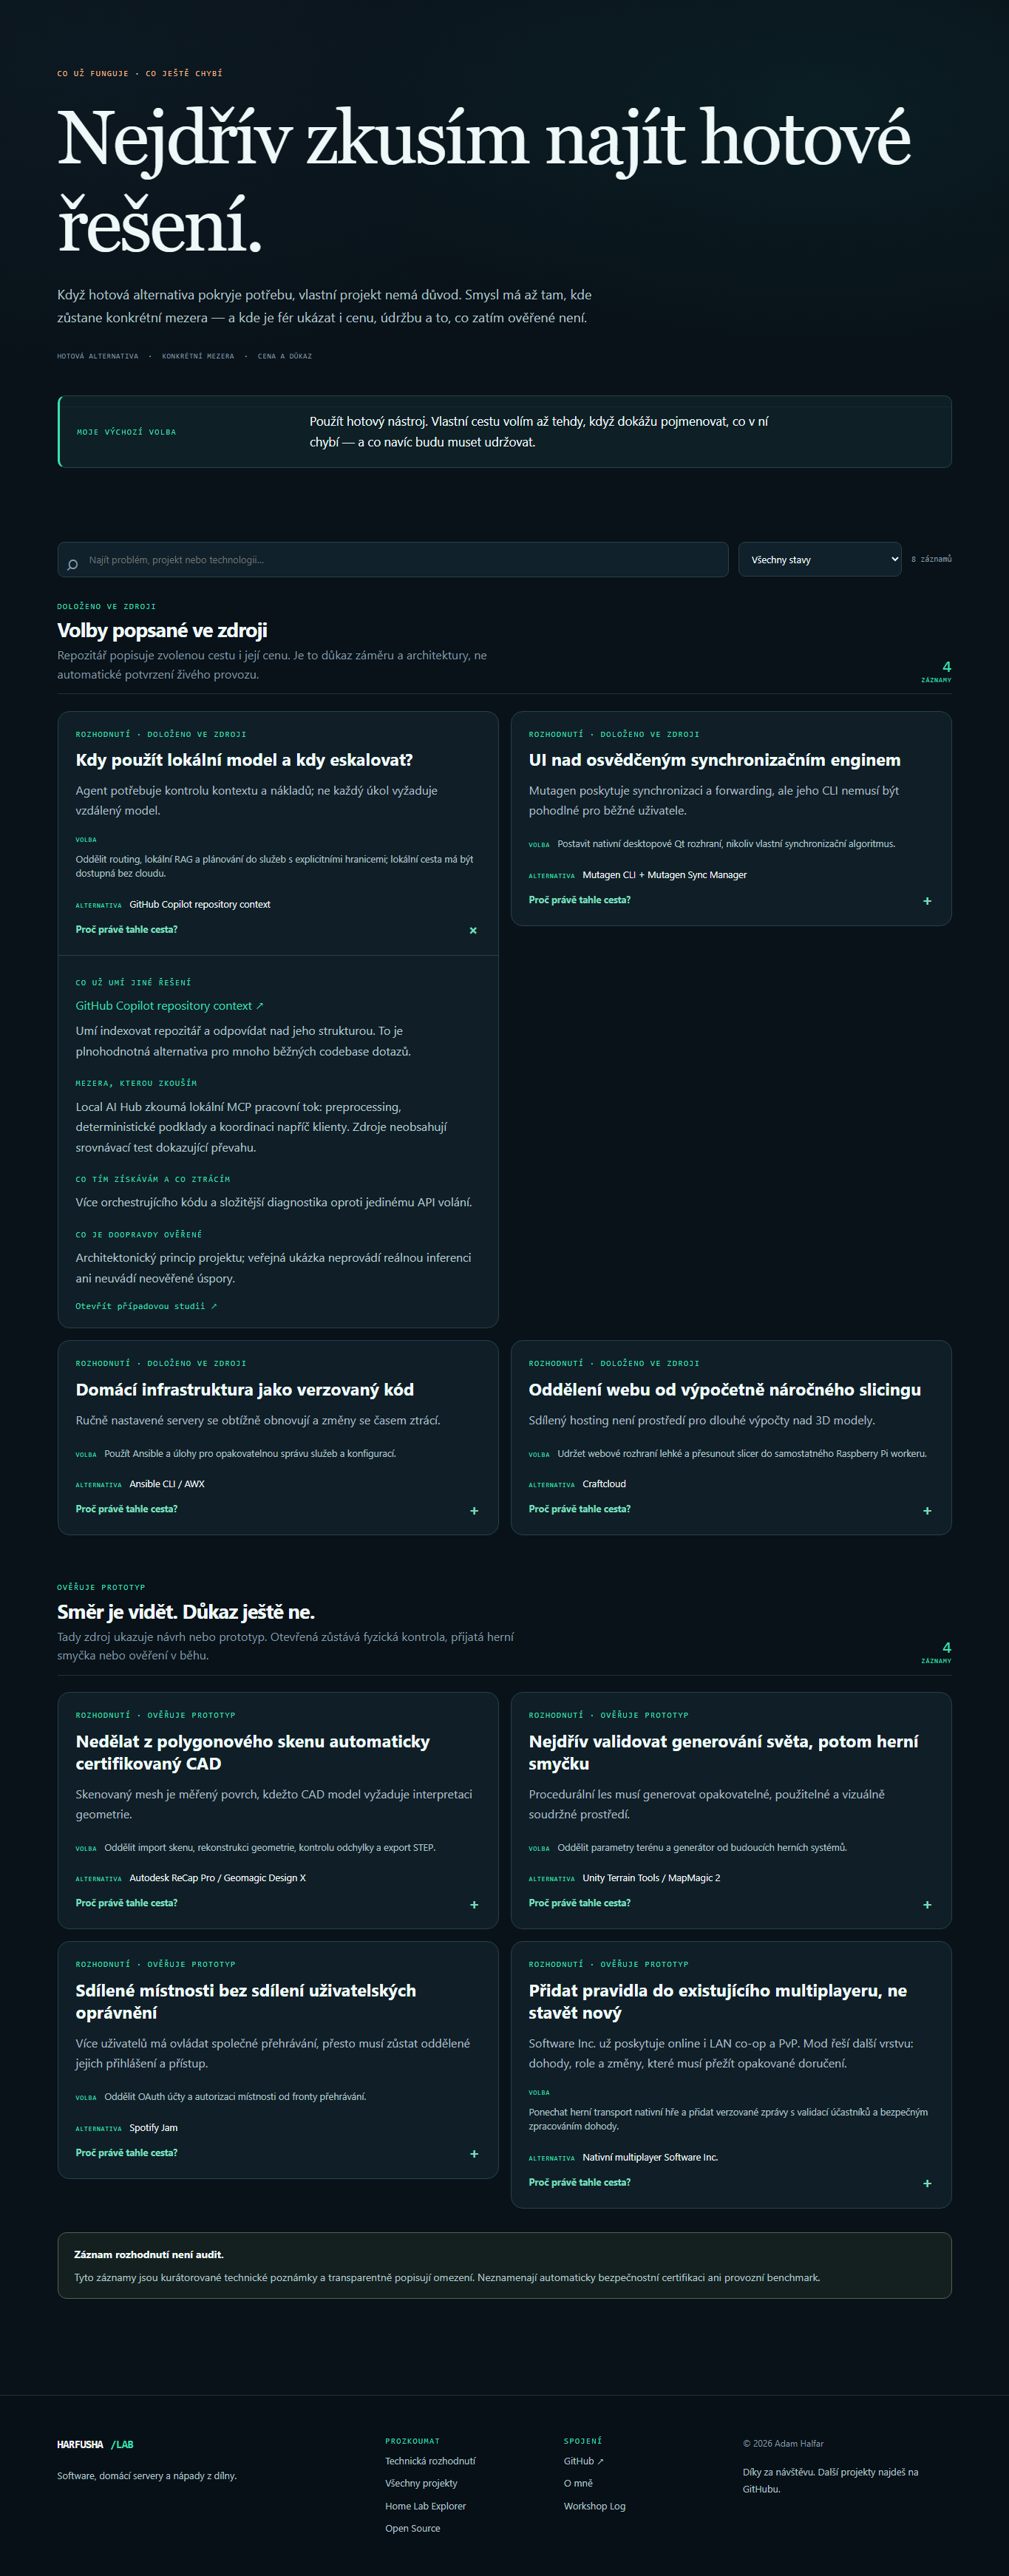 CO UŽ FUNGUJE · CO JEŠTĚ CHYBÍ
Nejdřív zkusím najít hotové
řešení.
Když hotová alternativa pokryje potřebu, vlastní projekt nemá důvod. Smysl má až tam, kde
zůstane konkrétní mezera — a kde je fér ukázat i cenu, údržbu a to, co zatím ověřené není.
HOTOVÁ ALTERNATIVA · KONKRÉTNÍ MEZERA · CENA A DŮKAZ
MOJE VÝCHOZÍ VOLBA
Použít hotový nástroj. Vlastní cestu volím až tehdy, když dokážu pojmenovat, co v ní
chybí — a co navíc budu muset udržovat.
Najít problém, projekt nebo technologii...
Všechny stavy
8 záznamů
DOLOŽENO VE ZDROJI
Volby popsané ve zdroji
Repozitář popisuje zvolenou cestu i její cenu. Je to důkaz záměru a architektury, ne
automatické potvrzení živého provozu.
4
ZÁZNAMY
ROZHODNUTÍ · DOLOŽENO VE ZDROJI
Kdy použít lokální model a kdy eskalovat?
Agent potřebuje kontrolu kontextu a nákladů; ne každý úkol vyžaduje
vzdálený model.
VOLBA
Oddělit routing, lokální RAG a plánování do služeb s explicitními hranicemi; lokální cesta má být
dostupná bez cloudu.
ALTERNATIVA GitHub Copilot repository context
Proč právě tahle cesta? ×
CO UŽ UMÍ JINÉ ŘEŠENÍ
GitHub Copilot repository context ↗
Umí indexovat repozitář a odpovídat nad jeho strukturou. To je
plnohodnotná alternativa pro mnoho běžných codebase dotazů.
MEZERA, KTEROU ZKOUŠÍM
Local AI Hub zkoumá lokální MCP pracovní tok: preprocessing,
deterministické podklady a koordinaci napříč klienty. Zdroje neobsahují
srovnávací test dokazující převahu.
CO TÍM ZÍSKÁVÁM A CO ZTRÁCÍM
Více orchestrujícího kódu a složitější diagnostika oproti jedinému API volání.
CO JE DOOPRAVDY OVĚŘENÉ
Architektonický princip projektu; veřejná ukázka neprovádí reálnou inferenci
ani neuvádí neověřené úspory.
Otevřít případovou studii ↗
ROZHODNUTÍ · DOLOŽENO VE ZDROJI
UI nad osvědčeným synchronizačním enginem
Mutagen poskytuje synchronizaci a forwarding, ale jeho CLI nemusí být
pohodlné pro běžné uživatele.
VOLBA Postavit nativní desktopové Qt rozhraní, nikoliv vlastní synchronizační algoritmus.
ALTERNATIVA Mutagen CLI + Mutagen Sync Manager
Proč právě tahle cesta? +
ROZHODNUTÍ · DOLOŽENO VE ZDROJI
Domácí infrastruktura jako verzovaný kód
Ručně nastavené servery se obtížně obnovují a změny se časem ztrácí.
VOLBA Použít Ansible a úlohy pro opakovatelnou správu služeb a konfigurací.
ALTERNATIVA Ansible CLI / AWX
Proč právě tahle cesta? +
ROZHODNUTÍ · DOLOŽENO VE ZDROJI
Oddělení webu od výpočetně náročného slicingu
Sdílený hosting není prostředí pro dlouhé výpočty nad 3D modely.
VOLBA Udržet webové rozhraní lehké a přesunout slicer do samostatného Raspberry Pi workeru.
ALTERNATIVA Craftcloud
Proč právě tahle cesta? +
OVĚŘUJE PROTOTYP
Směr je vidět. Důkaz ještě ne.
Tady zdroj ukazuje návrh nebo prototyp. Otevřená zůstává fyzická kontrola, přijatá herní
smyčka nebo ověření v běhu.
4
ZÁZNAMY
ROZHODNUTÍ · OVĚŘUJE PROTOTYP
Nedělat z polygonového skenu automaticky
certifikovaný CAD
Skenovaný mesh je měřený povrch, kdežto CAD model vyžaduje interpretaci
geometrie.
VOLBA Oddělit import skenu, rekonstrukci geometrie, kontrolu odchylky a export STEP.
ALTERNATIVA Autodesk ReCap Pro / Geomagic Design X
Proč právě tahle cesta? +
ROZHODNUTÍ · OVĚŘUJE PROTOTYP
Nejdřív validovat generování světa, potom herní
smyčku
Procedurální les musí generovat opakovatelné, použitelné a vizuálně
soudržné prostředí.
VOLBA Oddělit parametry terénu a generátor od budoucích herních systémů.
ALTERNATIVA Unity Terrain Tools / MapMagic 2
Proč právě tahle cesta? +
ROZHODNUTÍ · OVĚŘUJE PROTOTYP
Sdílené místnosti bez sdílení uživatelských
oprávnění
Více uživatelů má ovládat společné přehrávání, přesto musí zůstat oddělené
jejich přihlášení a přístup.
VOLBA Oddělit OAuth účty a autorizaci místnosti od fronty přehrávání.
ALTERNATIVA Spotify Jam
Proč právě tahle cesta? +
ROZHODNUTÍ · OVĚŘUJE PROTOTYP
Přidat pravidla do existujícího multiplayeru, ne
stavět nový
Software Inc. už poskytuje online i LAN co-op a PvP. Mod řeší další vrstvu:
dohody, role a změny, které musí přežít opakované doručení.
VOLBA
Ponechat herní transport nativní hře a přidat verzované zprávy s validací účastníků a bezpečným
zpracováním dohody.
ALTERNATIVA Nativní multiplayer Software Inc.
Proč právě tahle cesta? +
Záznam rozhodnutí není audit.
Tyto záznamy jsou kurátorované technické poznámky a transparentně popisují omezení. Neznamenají automaticky bezpečnostní certifikaci ani provozní benchmark.
HARFUSHA /LAB
Software, domácí servery a nápady z dílny.
PROZKOUMAT
Technická rozhodnutí
Všechny projekty
Home Lab Explorer
Open Source
SPOJENÍ
GitHub ↗
O mně
Workshop Log
© 2026 Adam Halfar
Díky za návštěvu. Další projekty najdeš na
GitHubu.